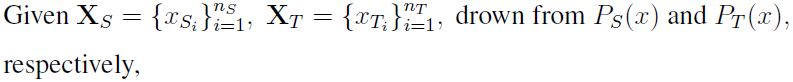 Given X_S = {x_{S_i}}_{i=1}^{n_S}, X_T = {x_{T_i}}_{i=1}^{n_T}, drown from P_S(x) and P_T(x),
respectively,